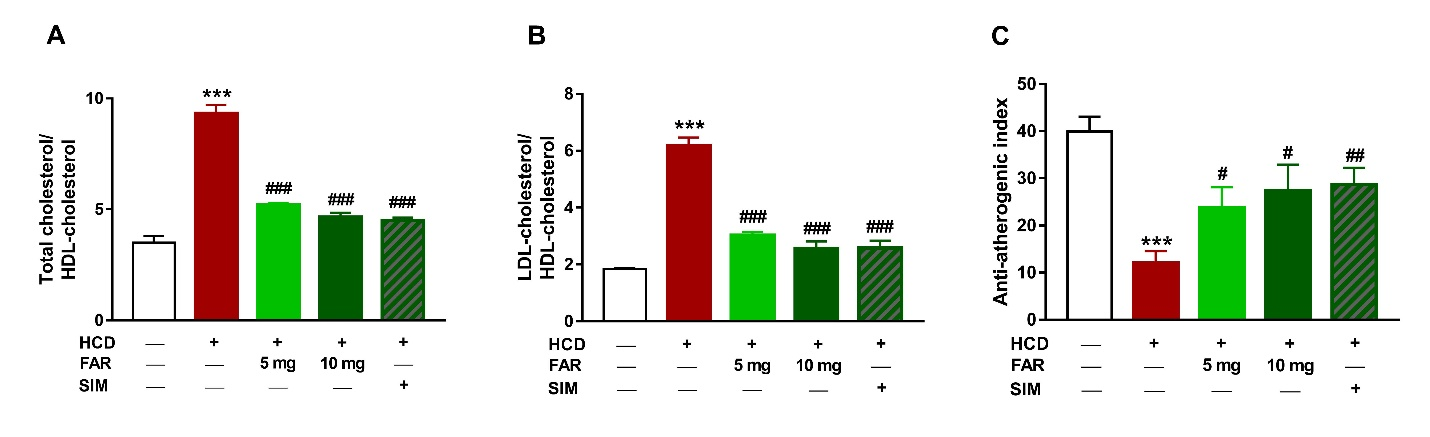 A
Total cholesterol/
HDL-cholesterol
10
5
0
***
###
###
###
HCD — + + + +
FAR — — 5 mg 10 mg —
SIM — — — — +
B
LDL-cholesterol/
HDL-cholesterol
8
6
4
2
0
***
###
###
###
HCD — + + + +
FAR — — 5 mg 10 mg —
SIM — — — — +
C
Anti-atherogenic index
50
40
30
20
10
0
***
#
#
##
HCD — + + + +
FAR — — 5 mg 10 mg —
SIM — — — — +